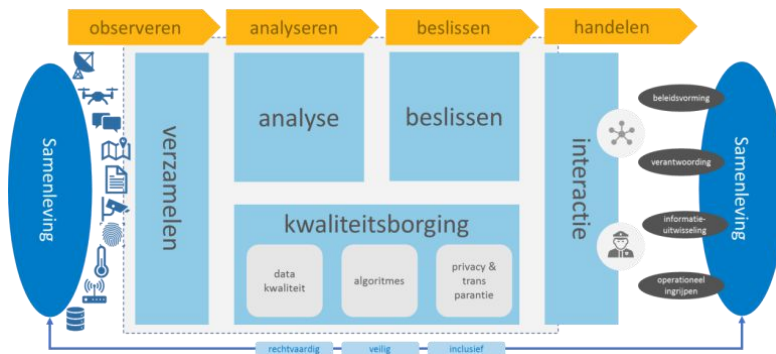 observeren
analyseren
beslissen
handelen
Samenleving
verzamelen
analyse
beslissen
kwaliteitsborging
data
kwaliteit
algoritmes
privacy &
trans
parantie
interactie
beleidsvorming
verantwoording
informatie-
uitwisseling
operationeel
ingrijpen
Samenleving
rechtvaardig
veilig
inclusief